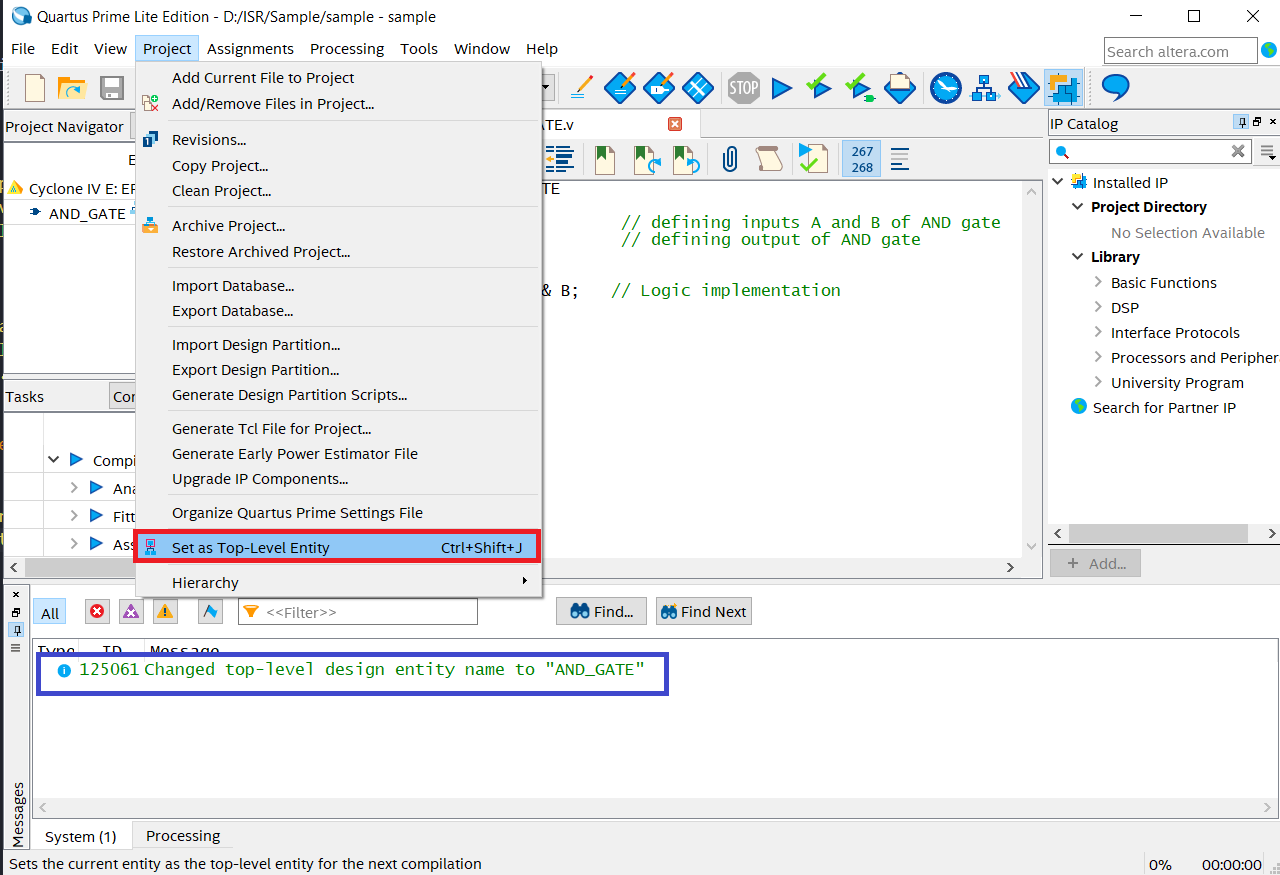 Quartus Prime Lite Edition - D:/ISR/Sample/sample - sample
File Edit View Project Assignments Processing Tools Window Help
Search altera.com
Add Current File to Project
Add/Remove Files in Project...
Revisions...
Copy Project...
Clean Project...
Archive Project...
Restore Archived Project...
Import Database...
Export Database...
Import Design Partition...
Export Design Partition...
Generate Design Partition Scripts...
Generate Tcl File for Project...
Generate Early Power Estimator File
Upgrade IP Components...
Organize Quartus Prime Settings File
Set as Top-Level Entity Ctrl+Shift+J
Hierarchy
STOP
Project Navigator
Cyclone IV E: EP
AND_GATE
Tasks
Compi
Ana
Fitt
Ass
ATE.v
267
268
TE
// defining inputs A and B of AND gate
// defining output of AND gate
& B; // Logic implementation
IP Catalog
Installed IP
Project Directory
No Selection Available
Library
Basic Functions
DSP
Interface Protocols
Processors and Peripher
University Program
Search for Partner IP
+ Add...
All
<<Filter>>
Find...
Find Next
Type ID Message
125061 Changed top-level design entity name to "AND_GATE"
Messages
System (1) Processing
Sets the current entity as the top-level entity for the next compilation
0% 00:00:00